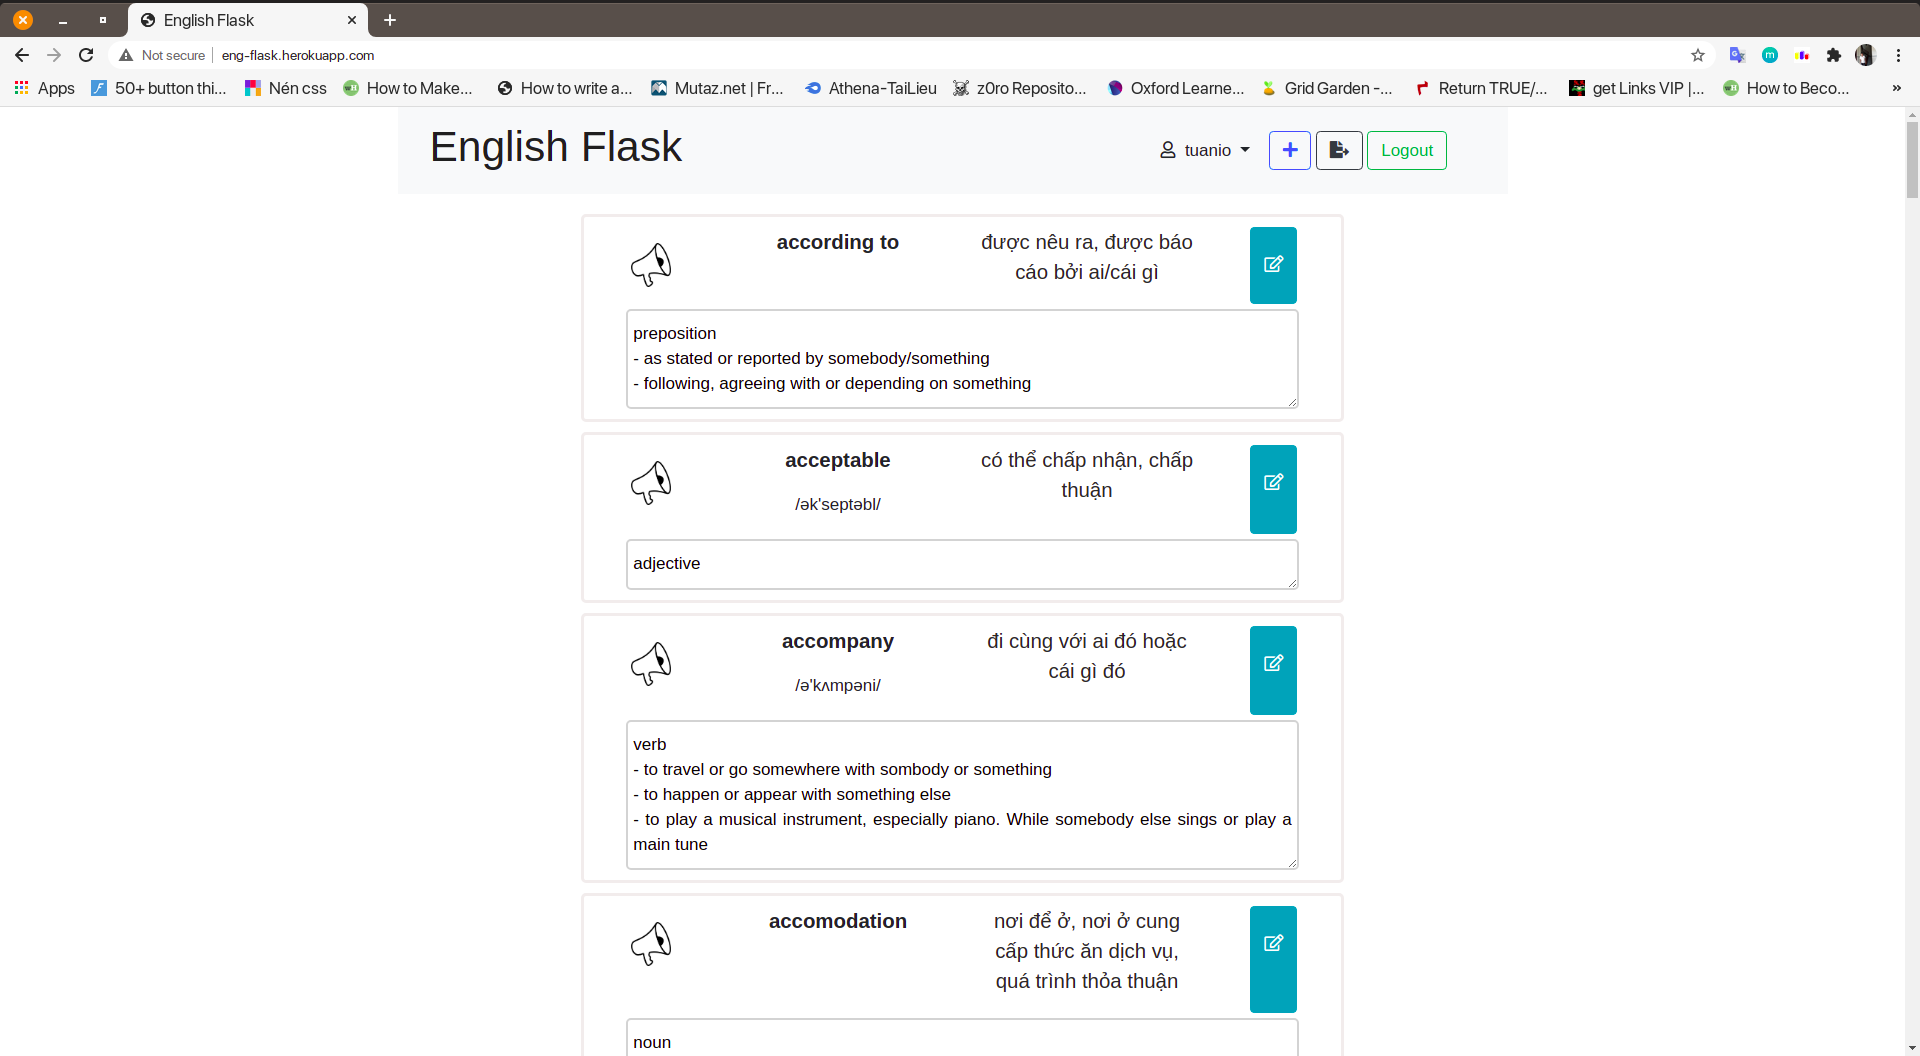 English Flask
Not secure eng-flask.herokuapp.com
Apps 50+ button thi... Nén css How to Make... How to write a... Mutaz.net | Fr... Athena-TaiLieu z0ro Reposito... Oxford Learne... Grid Garden -... Return TRUE/... get Links VIP |... How to Beco... »
English Flask
tuanio
Logout
according to
được nêu ra, được báo
cáo bởi ai/cái gì
preposition
- as stated or reported by somebody/something
- following, agreeing with or depending on something
acceptable
/ək'septəbl/
có thể chấp nhận, chấp
thuận
adjective
accompany
/ə'kʌmpəni/
đi cùng với ai đó hoặc
cái gì đó
verb
- to travel or go somewhere with sombody or something
- to happen or appear with something else
- to play a musical instrument, especially piano. While somebody else sings or play a
main tune
accomodation
nơi để ở, nơi ở cung
cấp thức ăn dịch vụ,
quá trình thỏa thuận
noun